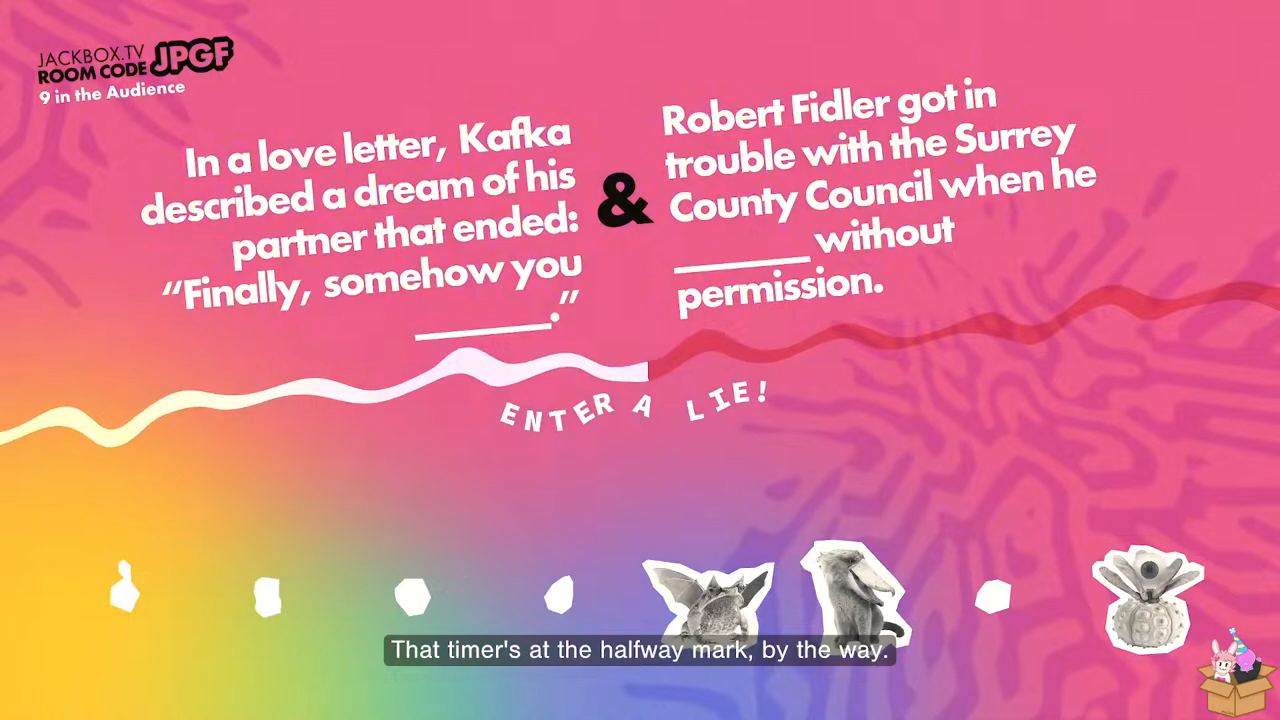 JACKBOX.TV
ROOM CODE JPGF
9 in the Audience
In a love letter, Kafka
described a dream of his
partner that ended:
“Finally, somehow you
________.”
&
Robert Fidler got in
trouble with the Surrey
County Council when he
________ without
permission.
ENTER A LIE!
That timer's at the halfway mark, by the way.